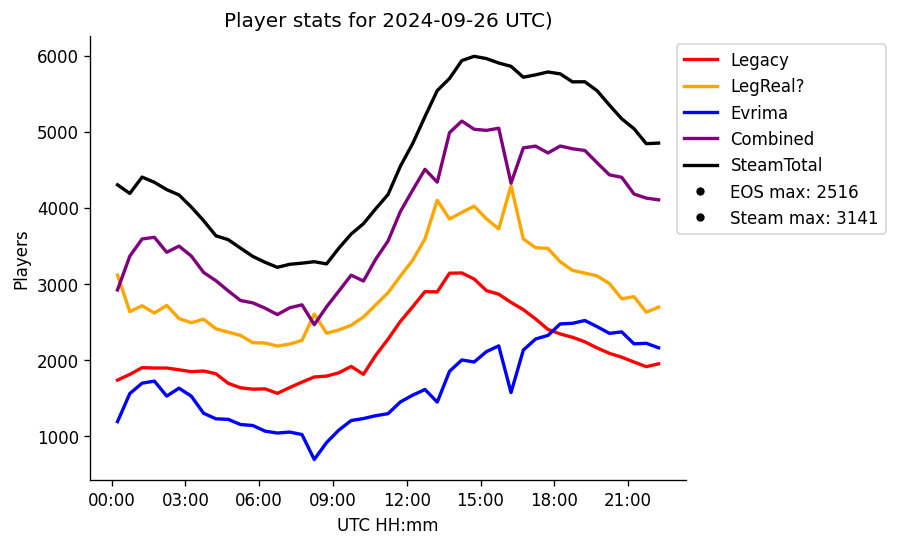 Player stats for 2024-09-26 UTC)
Legacy
LegReal?
Evrima
Combined
SteamTotal
EOS max: 2516
Steam max: 3141
Players
6000
5000
4000
3000
2000
1000
00:00 03:00 06:00 09:00 12:00 15:00 18:00 21:00
UTC HH:mm